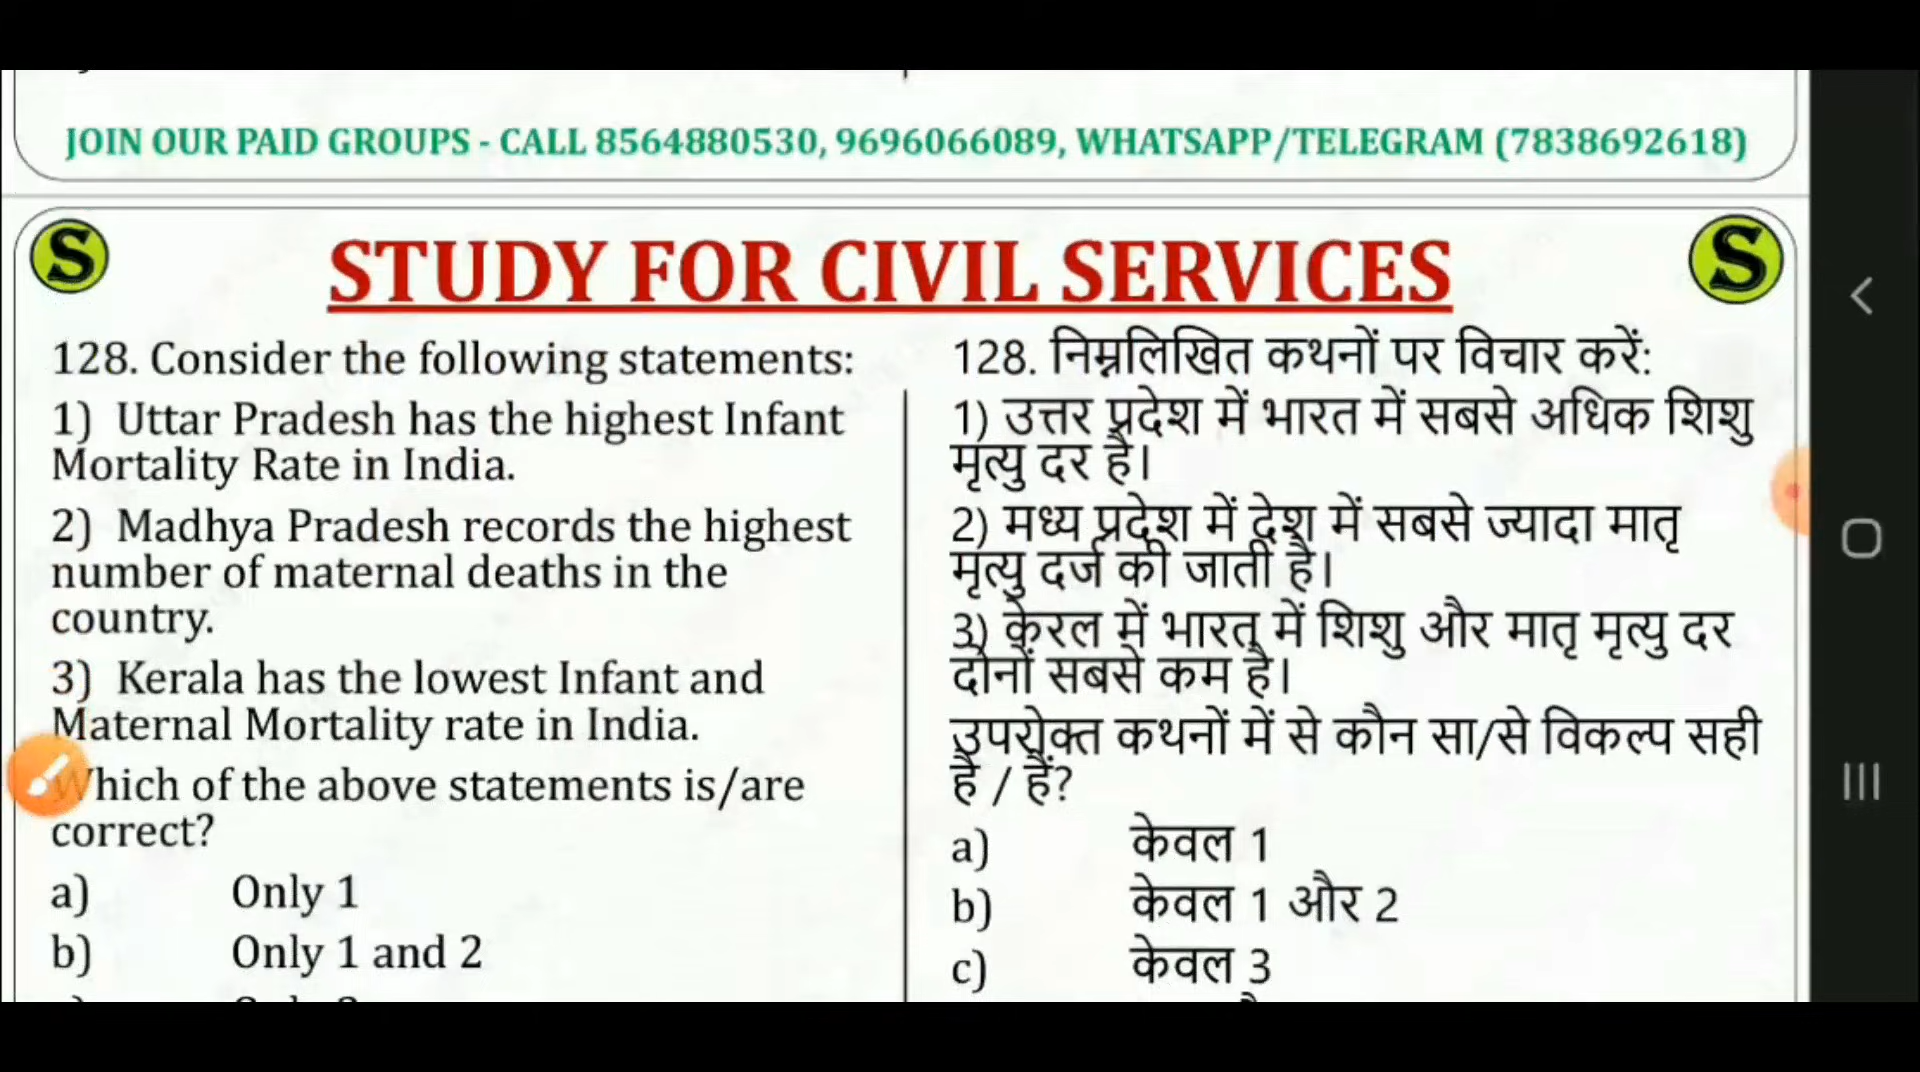 JOIN OUR PAID GROUPS - CALL 8564880530, 9696066089, WHATSAPP/TELEGRAM (7838692618)
S
STUDY FOR CIVIL SERVICES
S
128. Consider the following statements:
1) Uttar Pradesh has the highest Infant
Mortality Rate in India.
2) Madhya Pradesh records the highest
number of maternal deaths in the
country.
3) Kerala has the lowest Infant and
Maternal Mortality rate in India.
Which of the above statements is/are
correct?
a) Only 1
b) Only 1 and 2
128. निम्नलिखित कथनों पर विचार करें:
1) उत्तर प्रदेश में भारत में सबसे अधिक शिशु
मृत्यु दर है।
2) मध्य प्रदेश में देश में सबसे ज्यादा मातृ
मृत्यु दर्ज की जाती है।
3) केरल में भारत में शिशु और मातृ मृत्यु दर
दोनों सबसे कम है।
उपरोक्त कथनों में से कौन सा/से विकल्प सही
है / हैं?
a) केवल 1
b) केवल 1 और 2
c) केवल 3